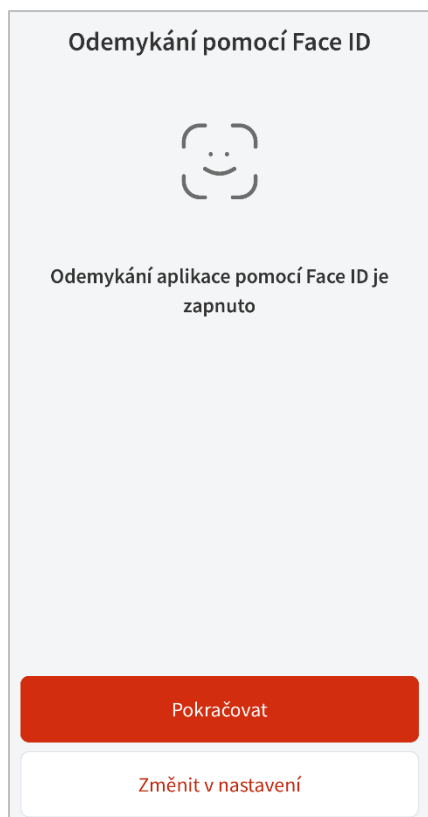 Odemykání pomocí Face ID
Odemykání aplikace pomocí Face ID je
zapnuto
Pokračovat
Změnit v nastavení